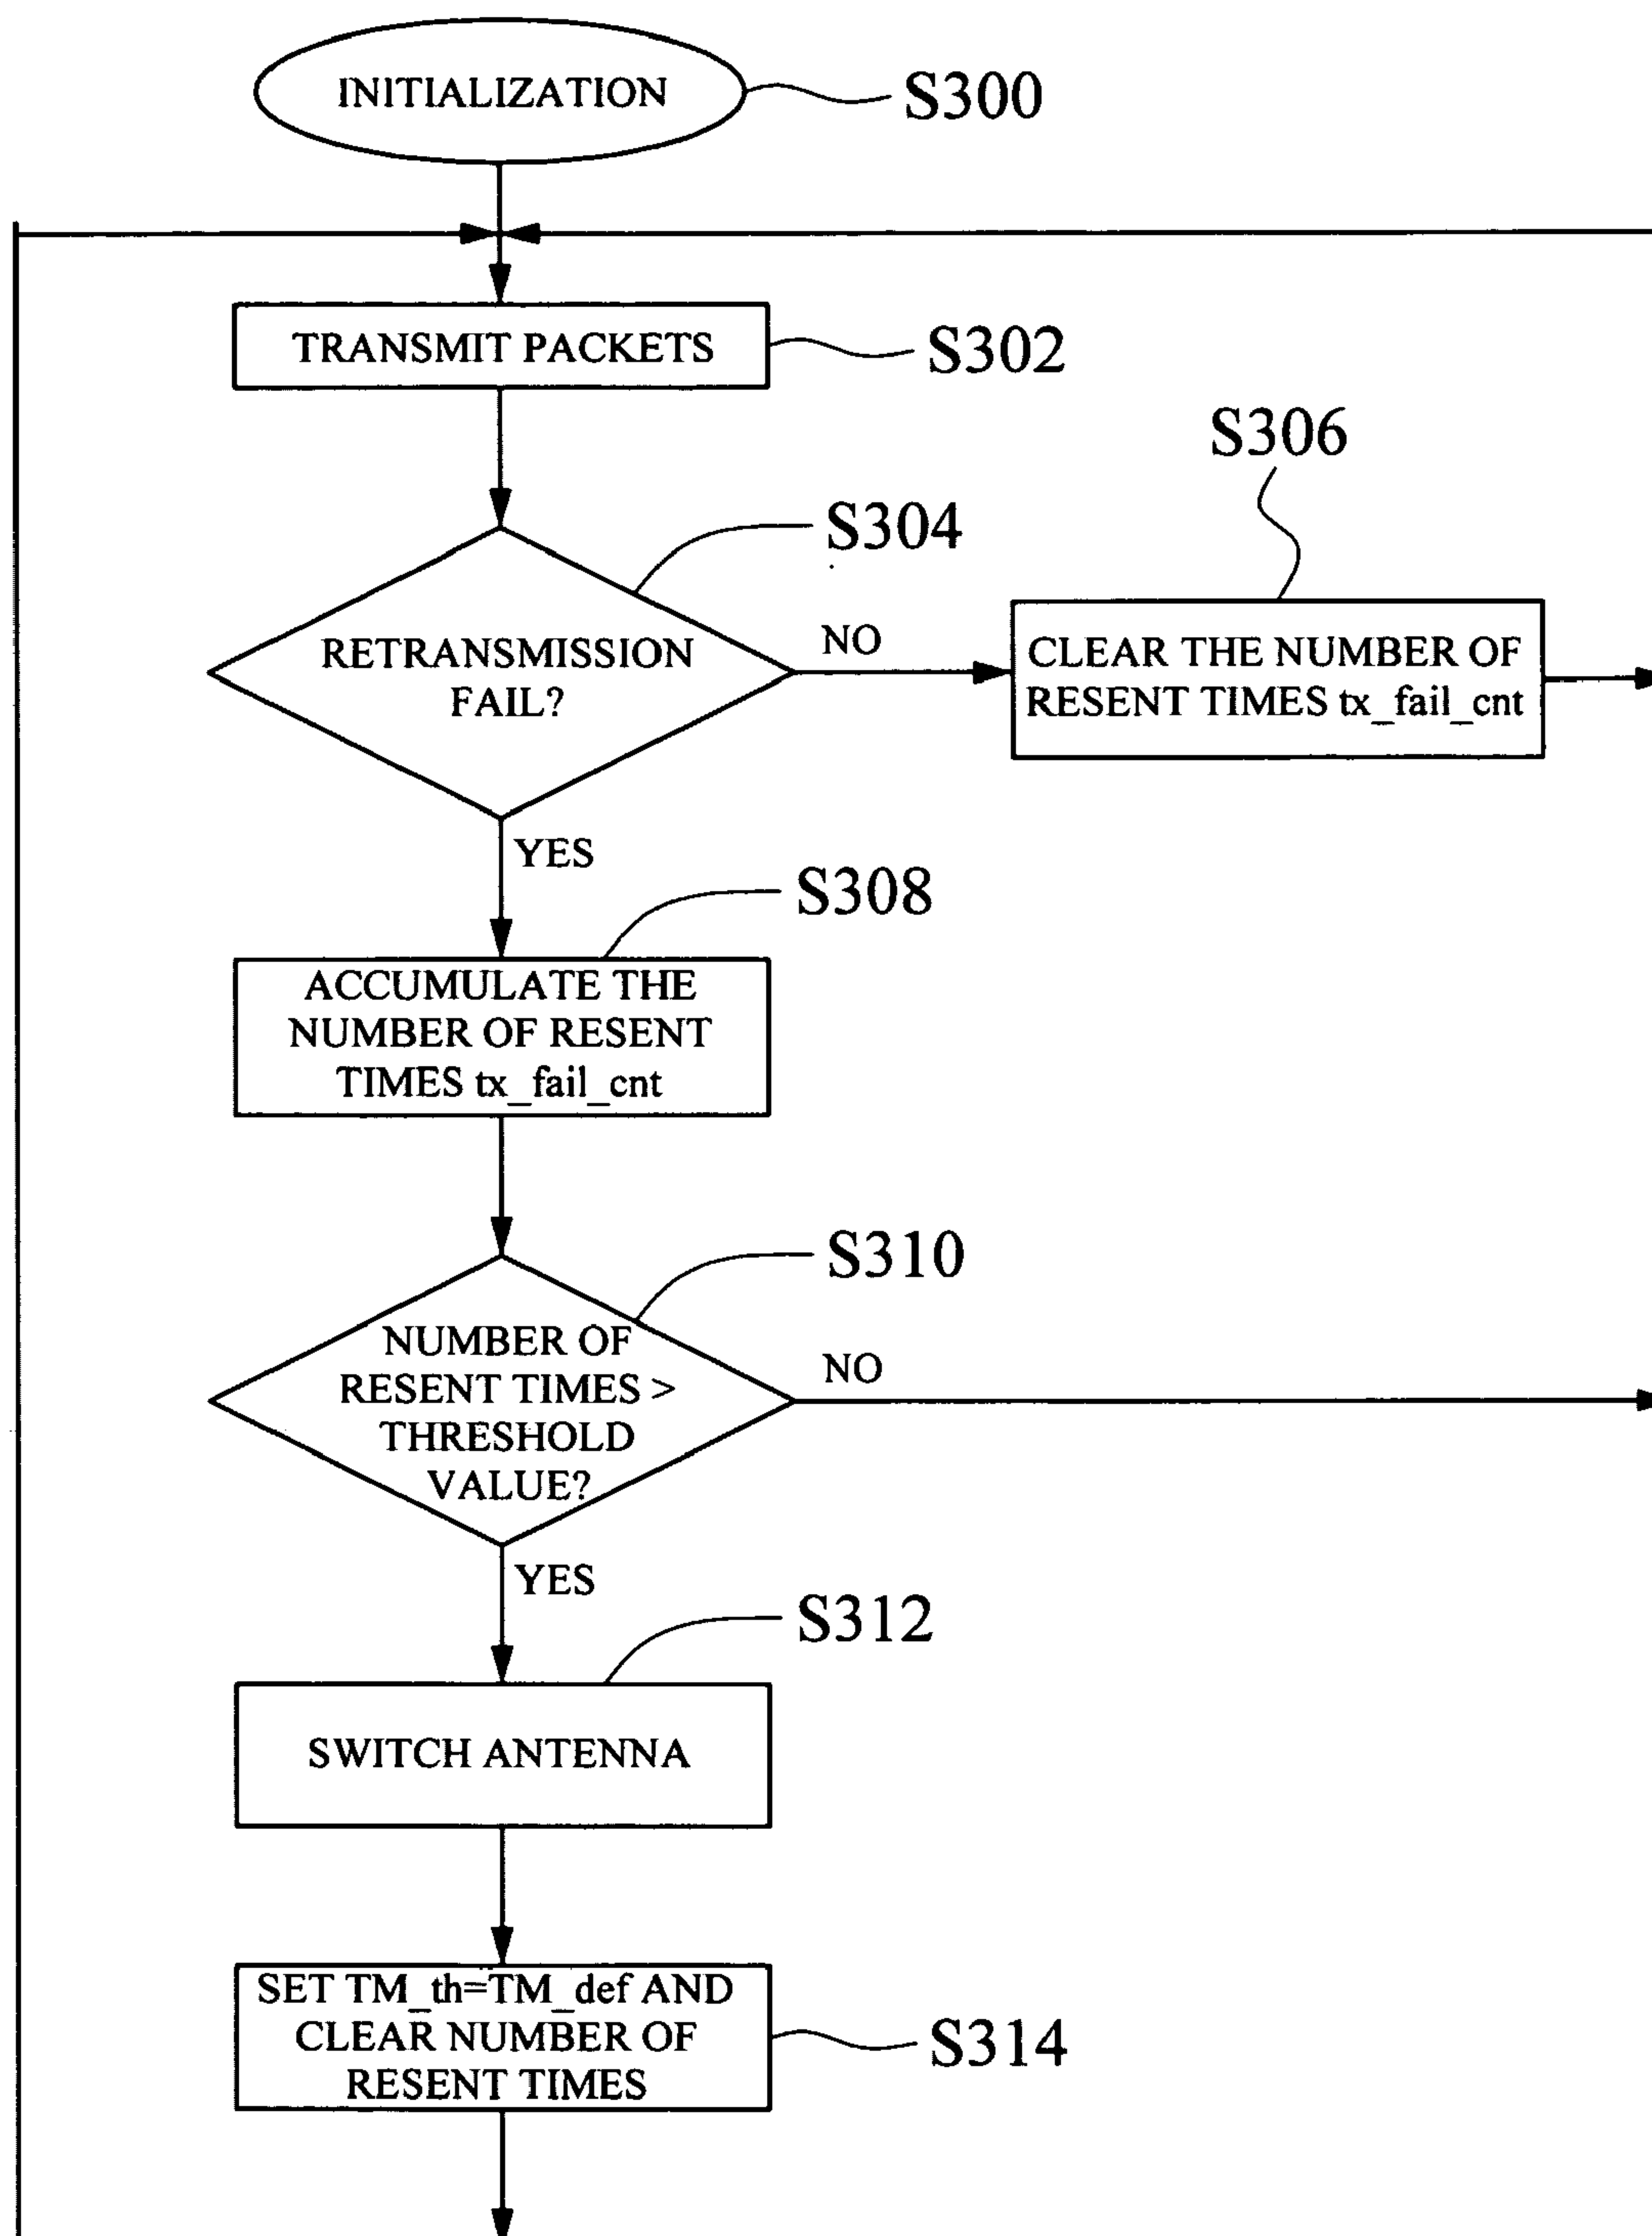 INITIALIZATION
S300
TRANSMIT PACKETS
S302
S306
S304
RETRANSMISSION
FAIL?
NO
CLEAR THE NUMBER OF
RESENT TIMES tx_fail_cnt
YES
S308
ACCUMULATE THE
NUMBER OF RESENT
TIMES tx_fail_cnt
S310
NUMBER OF
RESENT TIMES >
THRESHOLD
VALUE?
NO
YES
S312
SWITCH ANTENNA
SET TM_th=TM_def AND
CLEAR NUMBER OF
RESENT TIMES
S314